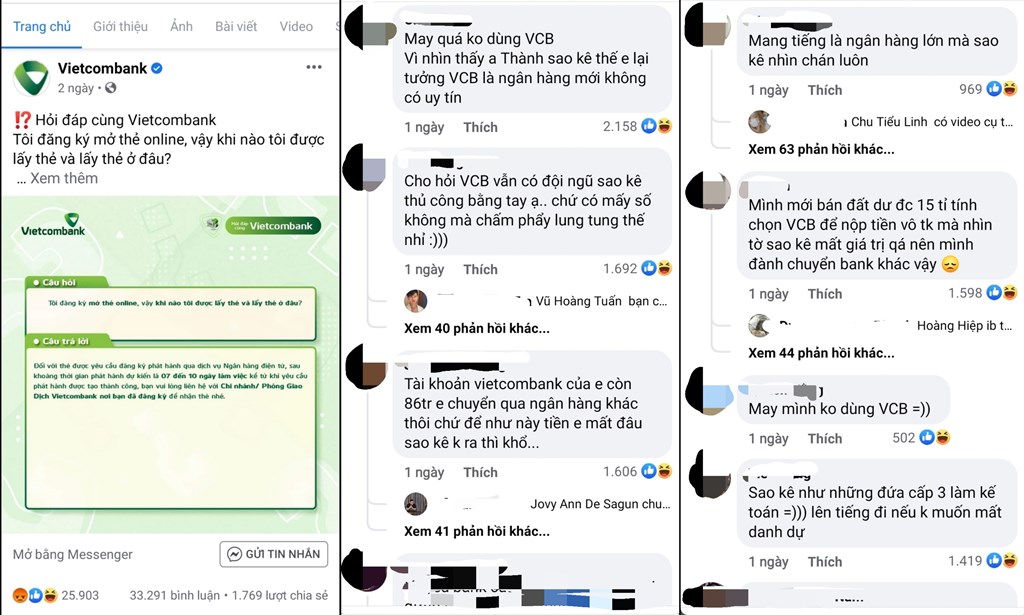 Trang chủ
Giới thiệu
Ảnh
Bài viết
Video
Vietcombank
2 ngày
⁉️ Hỏi đáp cùng Vietcombank
Tôi đăng ký mở thẻ online, vậy khi nào tôi được
lấy thẻ và lấy thẻ ở đâu?
... Xem thêm
Vietcombank
Vietcombank
Câu hỏi
Tôi đăng ký mở thẻ online, vậy khi nào tôi được lấy thẻ và lấy thẻ ở đâu?
Câu trả lời
Đối với thẻ được yêu cầu đăng ký phát hành qua dịch vụ Ngân hàng điện tử, sau
khoảng thời gian phát hành dự kiến là 07 đến 10 ngày làm việc kể từ khi yêu cầu
phát hành được tạo thành công, bạn vui lòng liên hệ với Chi nhánh/ Phòng Giao
Dịch Vietcombank nơi bạn đã đăng ký để nhận thẻ nhé.
Mở bằng Messenger
GỬI TIN NHẮN
25.903
33.291 bình luận • 1.769 lượt chia sẻ
May quá ko dùng VCB
Vì nhìn thấy a Thành sao kê thế e lại
tưởng VCB là ngân hàng mới không
có uy tín
1 ngày Thích 2.158
Cho hỏi VCB vẫn có đội ngũ sao kê
thủ công bằng tay ạ.. chứ có mấy số
không mà chấm phẩy lung tung thế
nhỉ :)))
1 ngày Thích 1.692
Vũ Hoàng Tuấn bạn c...
Xem 40 phản hồi khác...
Tài khoản vietcombank của e còn
86tr e chuyển qua ngân hàng khác
thôi chứ để như này tiền e mất đâu
sao kê k ra thì khổ...
1 ngày Thích 1.606
Jovy Ann De Sagun chu...
Xem 41 phản hồi khác...
Mang tiếng là ngân hàng lớn mà sao
kê nhìn chán luôn
1 ngày Thích 969
Chu Tiểu Linh có video cụ t...
Xem 63 phản hồi khác...
Mình mới bán đất dư đc 15 tỉ tính
chọn VCB để nộp tiền vô tk mà nhìn
tờ sao kê mất giá trị qá nên mình
đành chuyển bank khác vậy 😞
1 ngày Thích 1.598
Hoàng Hiệp ib t...
Xem 44 phản hồi khác...
May mình ko dùng VCB =))
1 ngày Thích 502
Sao kê như những đứa cấp 3 làm kế
toán =))) lên tiếng đi nếu k muốn mất
danh dự
1 ngày Thích 1.419